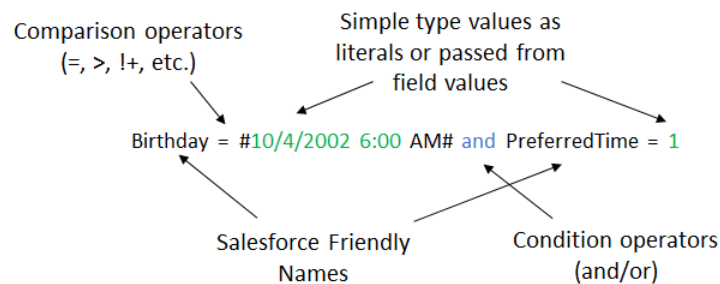 Comparison operators
(=, >, !+, etc.)
Simple type values as
literals or passed from
field values
Birthday = #10/4/2002 6:00 AM# and PreferredTime = 1
Salesforce Friendly
Names
Condition operators
(and/or)